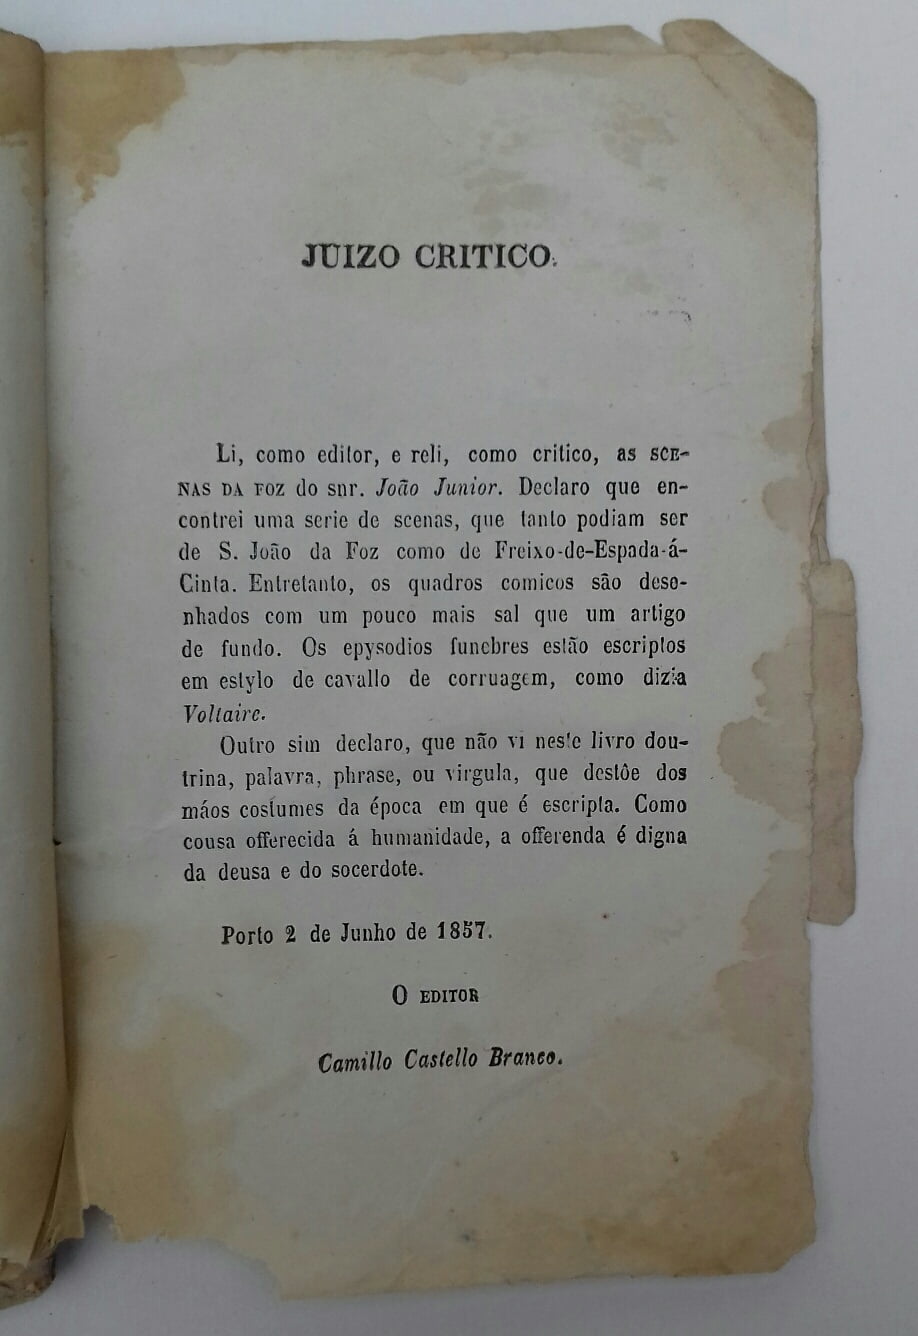 JUIZO CRITICO.
Li, como editor, e reli, como critico, as SCE-
NAS DA FOZ do snr. João Junior. Declaro que en-
contrei uma serie de scenas, que tanto podiam ser
de S. João da Foz como de Freixo-de-Espada-á-
Cinta. Entretanto, os quadros comicos são dese-
nhados com um pouco mais sal que um artigo
de fundo. Os epysodios funebres estão escriptos
em estylo de cavallo de corruagem, como dizia
Voltaire.
Outro sim declaro, que não vi neste livro dou-
trina, palavra, phrase, ou virgula, que destôe dos
máos costumes da época em que é escripta. Como
cousa offerecida á humanidade, a offerenda é digna
da deusa e do socerdote.
Porto 2 de Junho de 1857.
O EDITOR
Camillo Castello Branco.